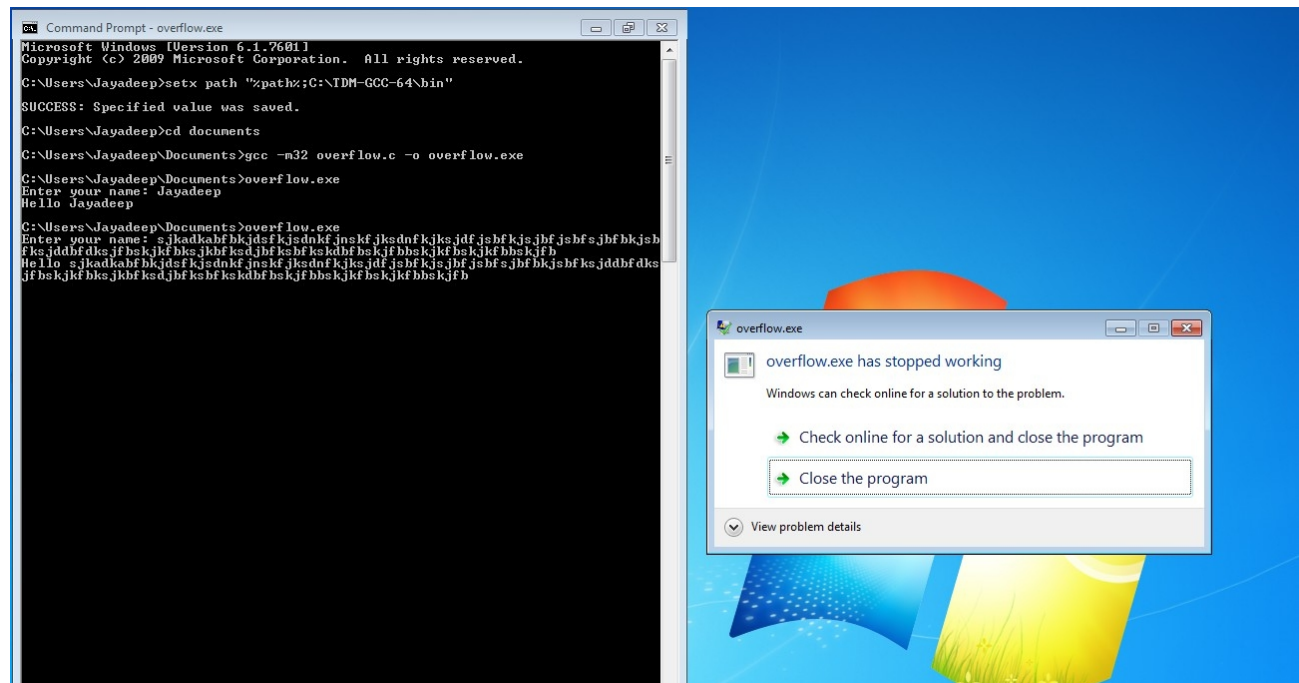 Command Prompt - overflow.exe
Microsoft Windows [Version 6.1.7601]
Copyright (c) 2009 Microsoft Corporation.  All rights reserved.
C:\Users\Jayadeep>setx path "%path%;C:\TDM-GCC-64\bin"
SUCCESS: Specified value was saved.
C:\Users\Jayadeep>cd documents
C:\Users\Jayadeep\Documents>gcc -m32 overflow.c -o overflow.exe
C:\Users\Jayadeep\Documents>overflow.exe
Enter your name: Jayadeep
Hello Jayadeep
C:\Users\Jayadeep\Documents>overflow.exe
Enter your name: sjkadkabfbkjdsfkjsdnkfjnskfjksdnfkjksjdfjsbfkjsjbfjsbfsjbfbkjsb
fksjddbfdksjfbskjkfbksjkbfksdjbfksbfkskdbfbskjfbbskjkfbskjkfbbskjfb
Hello sjkadkabfbkjdsfkjsdnkfjnskfjksdnfkjksjdfjsbfkjsjbfjsbfsjbfbkjsbfksjddbfdks
jfbskjkfbksjkbfksdjbfksbfkskdbfbskjfbbskjkfbskjkfbbskjfb
overflow.exe
overflow.exe has stopped working
Windows can check online for a solution to the problem.
Check online for a solution and close the program
Close the program
View problem details